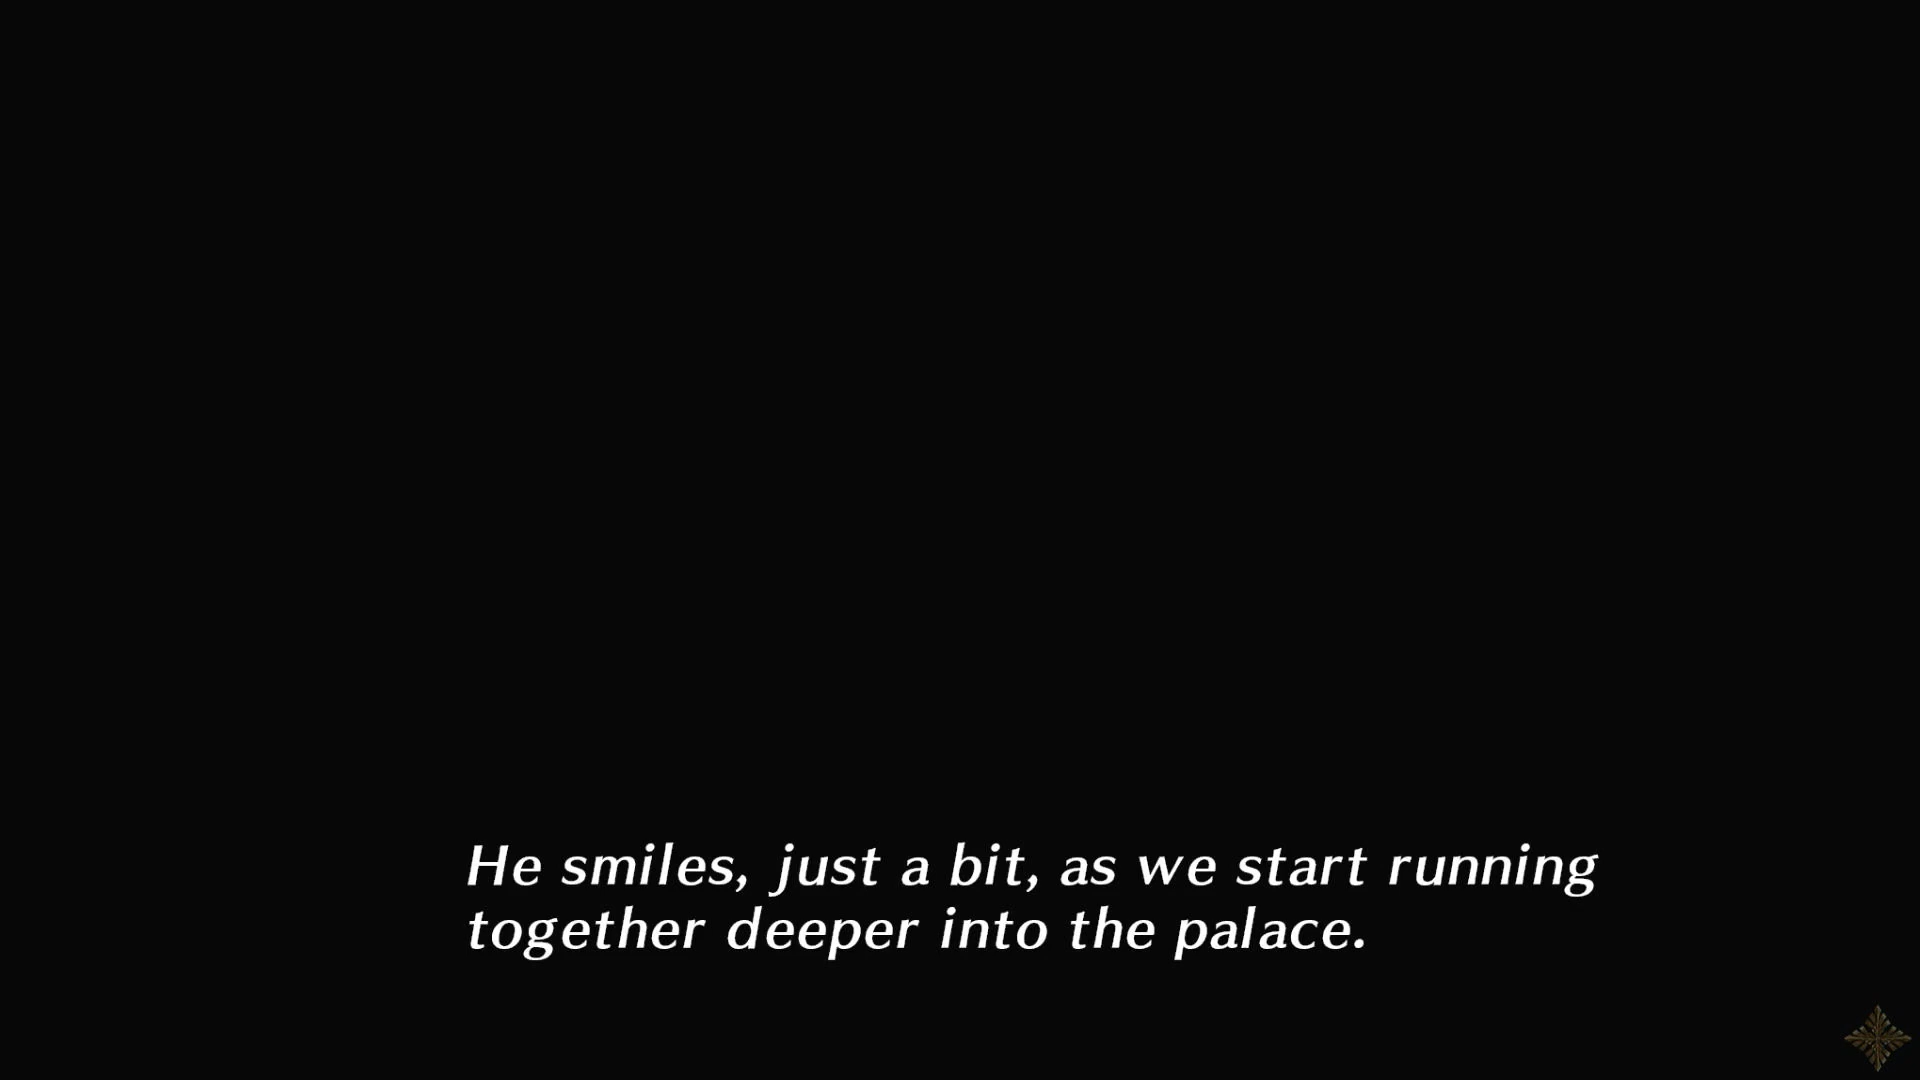 He smiles, just a bit, as we start running
together deeper into the palace.